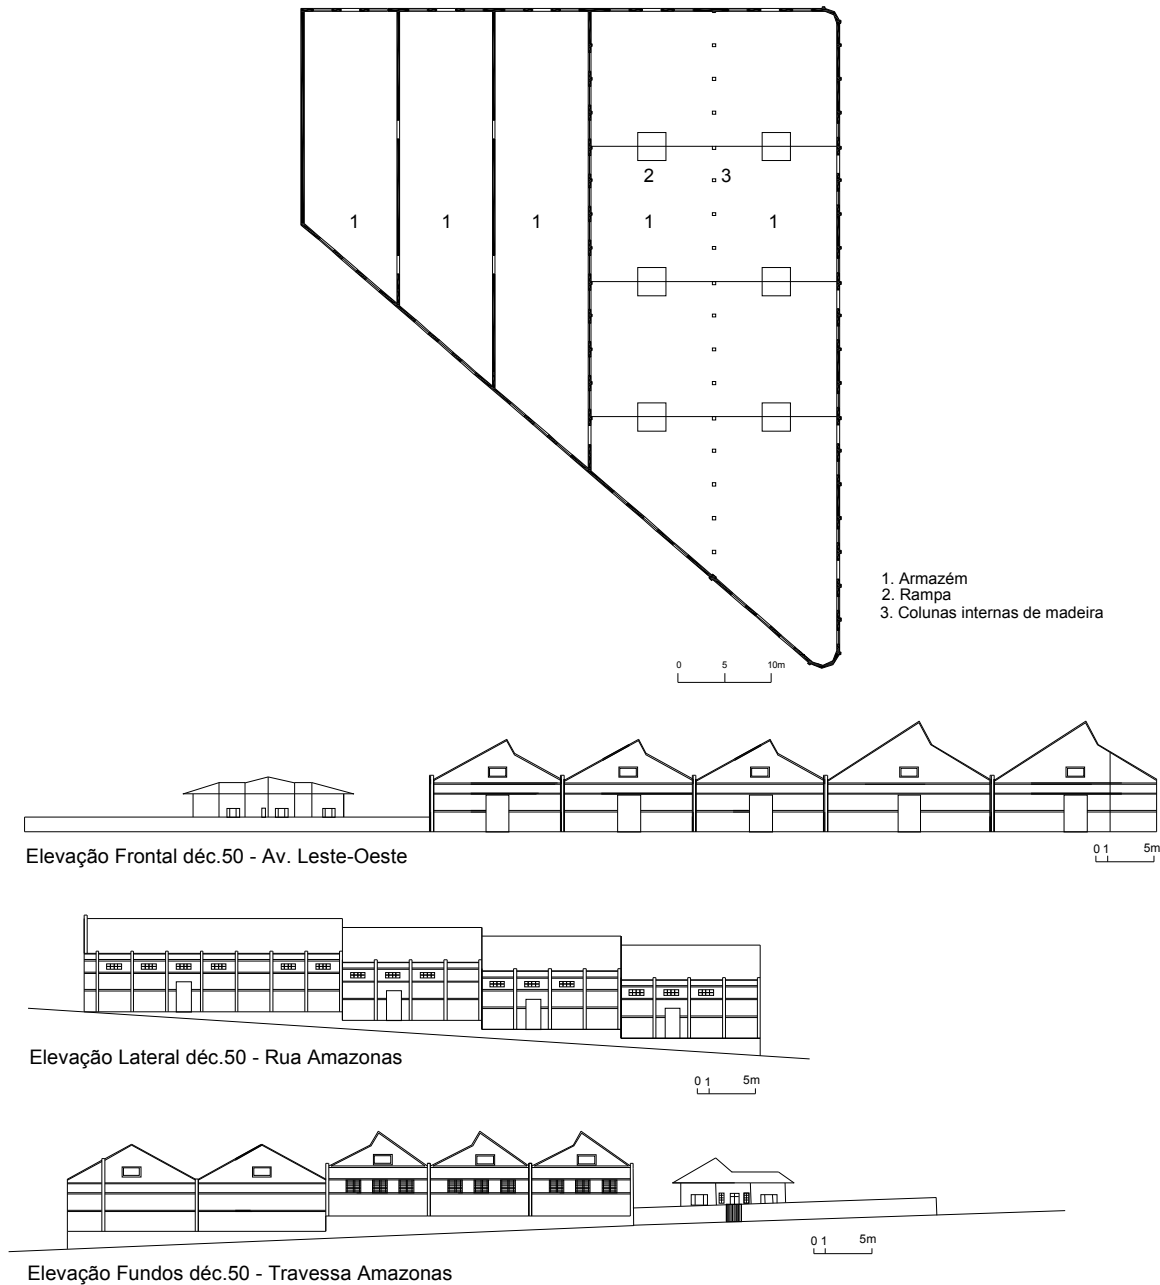 2 3
1 1 1 1 1
1. Armazém
2. Rampa
3. Colunas internas de madeira
0 5 10m
0 1 5m
Elevação Frontal déc.50 - Av. Leste-Oeste
Elevação Lateral déc.50 - Rua Amazonas
0 1 5m
0 1 5m
Elevação Fundos déc.50 - Travessa Amazonas